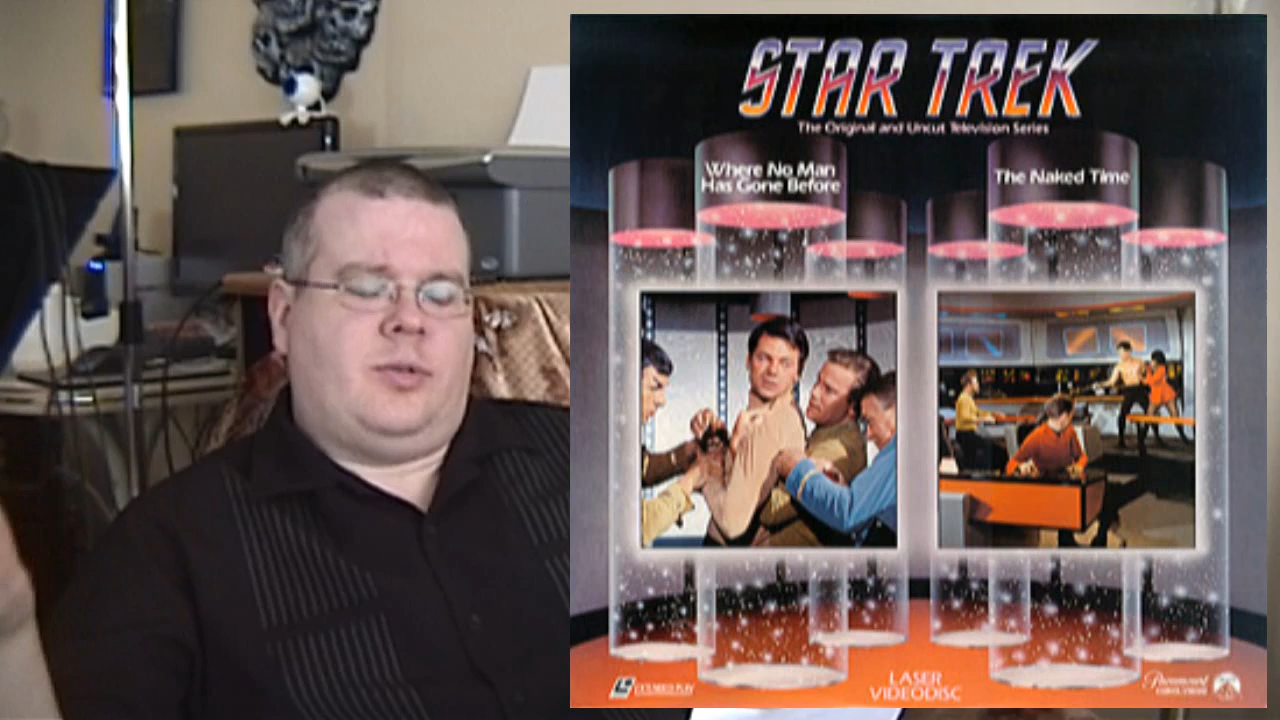 STAR TREK
The Original and Uncut Television Series
Where No Man
Has Gone Before
The Naked Time
LASER
VIDEODISC
Paramount